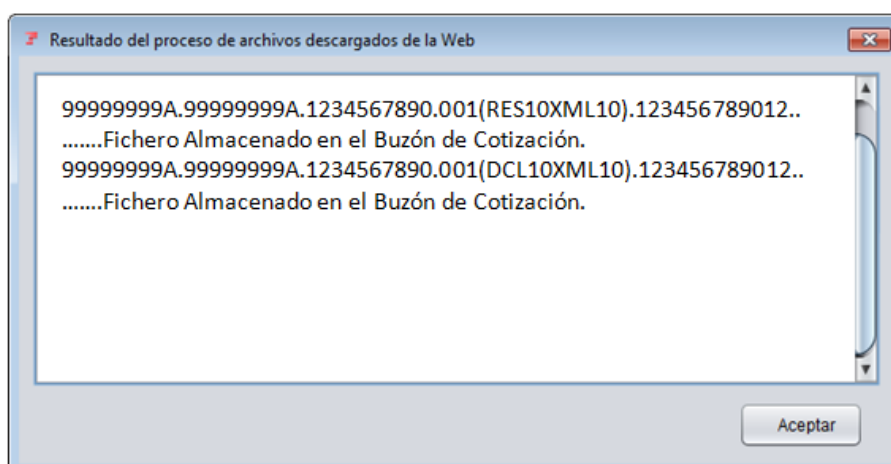 Resultado del proceso de archivos descargados de la Web
99999999A.99999999A.1234567890.001(RES10XML10).123456789012..
.......Fichero Almacenado en el Buzón de Cotización.
99999999A.99999999A.1234567890.001(DCL10XML10).123456789012..
.......Fichero Almacenado en el Buzón de Cotización.
Aceptar